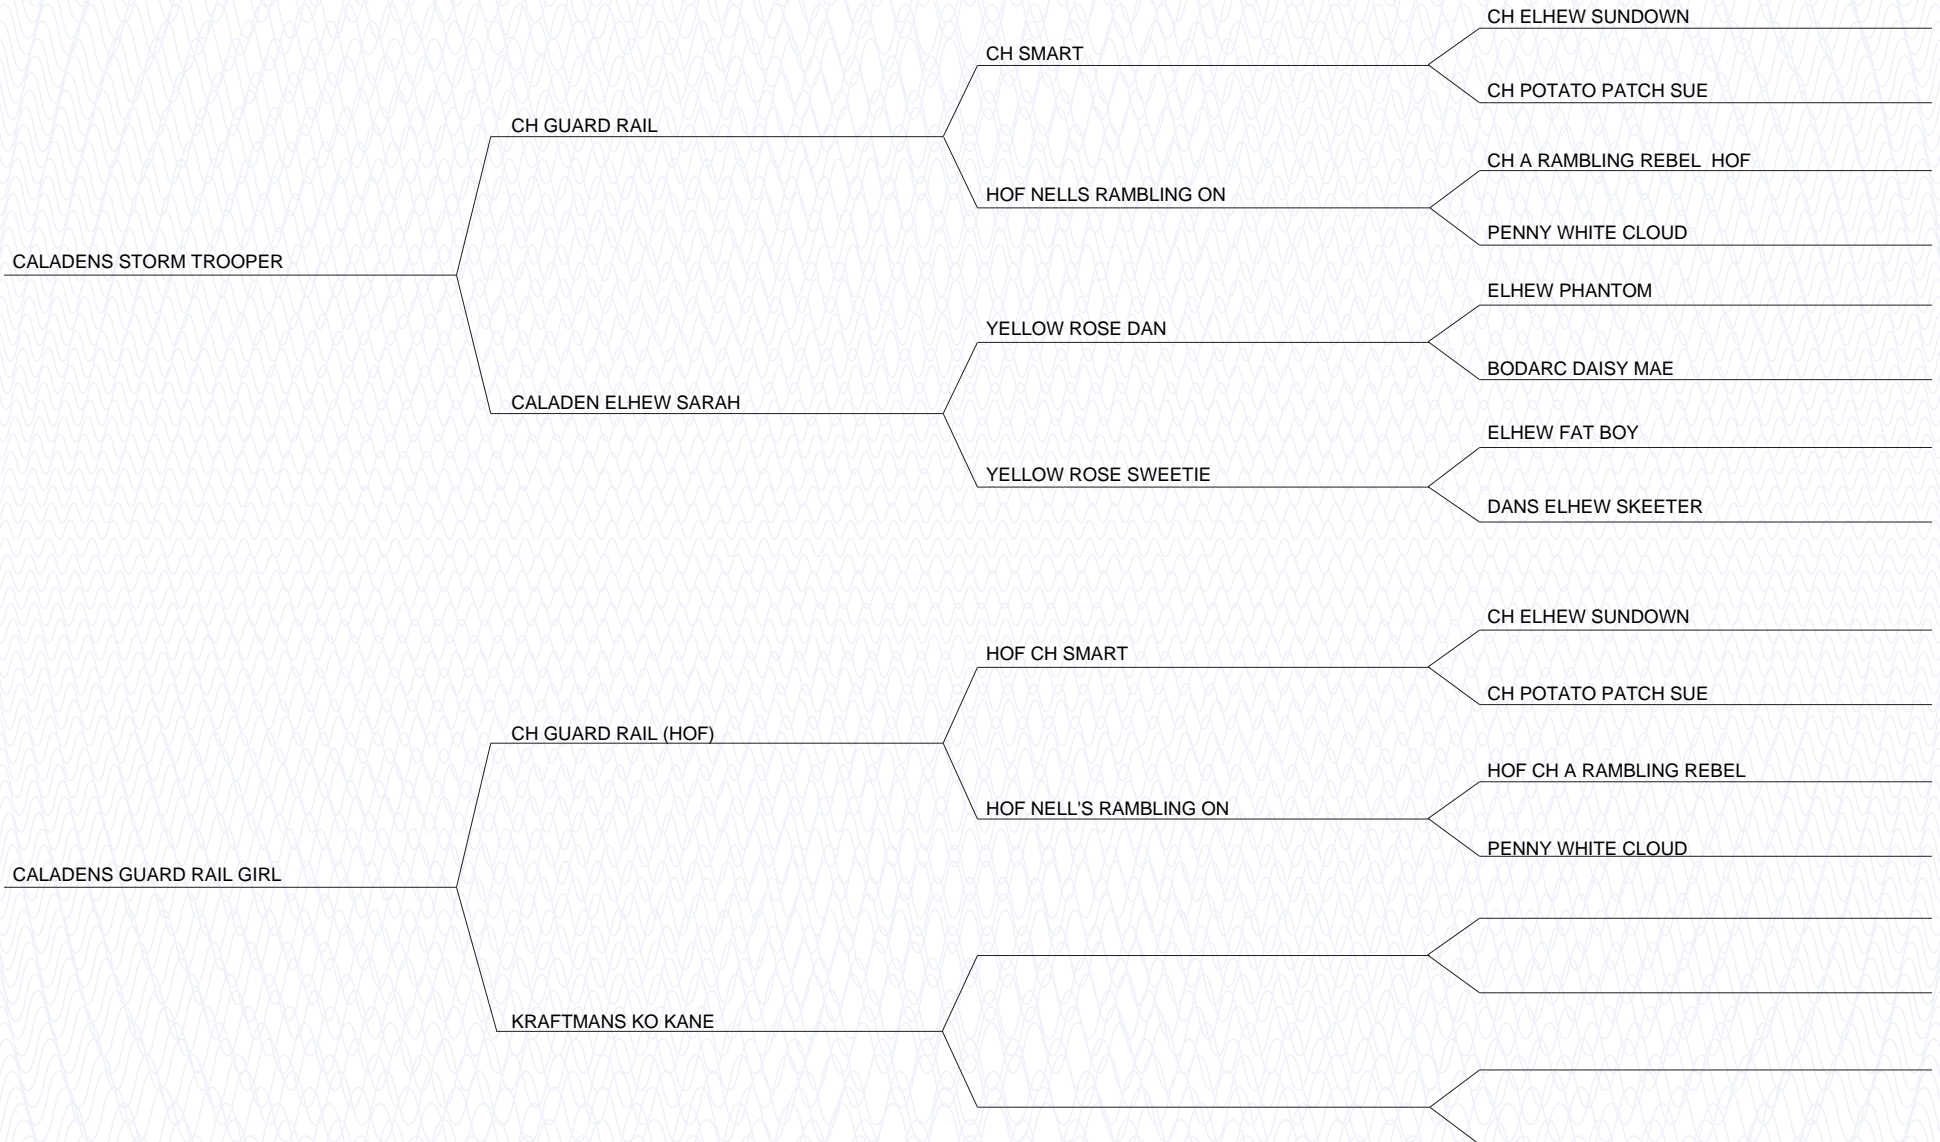 CH ELHEW SUNDOWN
CH SMART
CH POTATO PATCH SUE
CH GUARD RAIL
CH A RAMBLING REBEL  HOF
HOF NELLS RAMBLING ON
PENNY WHITE CLOUD
CALADENS STORM TROOPER
ELHEW PHANTOM
YELLOW ROSE DAN
BODARC DAISY MAE
CALADEN ELHEW SARAH
ELHEW FAT BOY
YELLOW ROSE SWEETIE
DANS ELHEW SKEETER
CH ELHEW SUNDOWN
HOF CH SMART
CH POTATO PATCH SUE
CH GUARD RAIL (HOF)
HOF CH A RAMBLING REBEL
HOF NELL'S RAMBLING ON
PENNY WHITE CLOUD
CALADENS GUARD RAIL GIRL
KRAFTMANS KO KANE